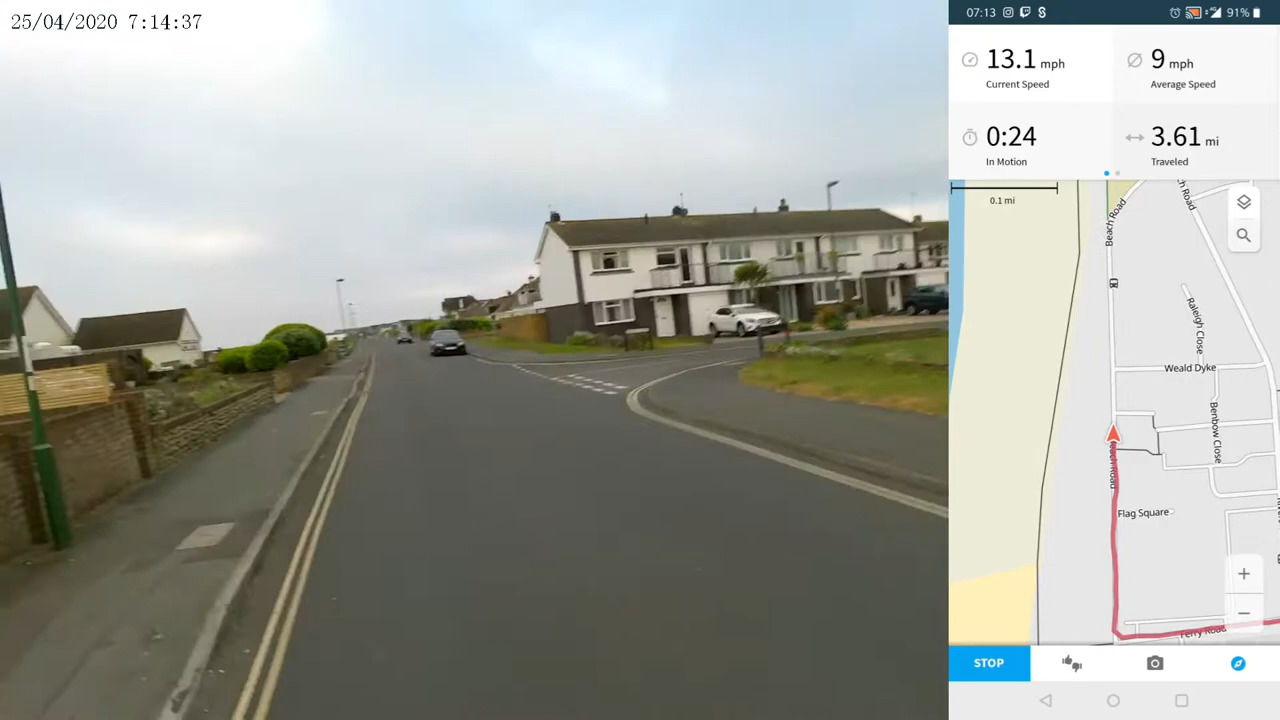 25/04/2020 7:14:37
07:13
91%
13.1 mph
Current Speed
9 mph
Average Speed
0:24
In Motion
3.61 mi
Traveled
0.1 mi
Beach Road
Raleigh Close
Weald Dyke
Benbow Close
Beach Road
Flag Square
Ferry Road
+
−
STOP